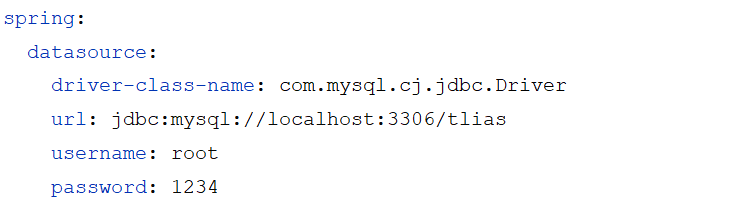 spring:
  datasource:
    driver-class-name: com.mysql.cj.jdbc.Driver
    url: jdbc:mysql://localhost:3306/tlias
    username: root
    password: 1234